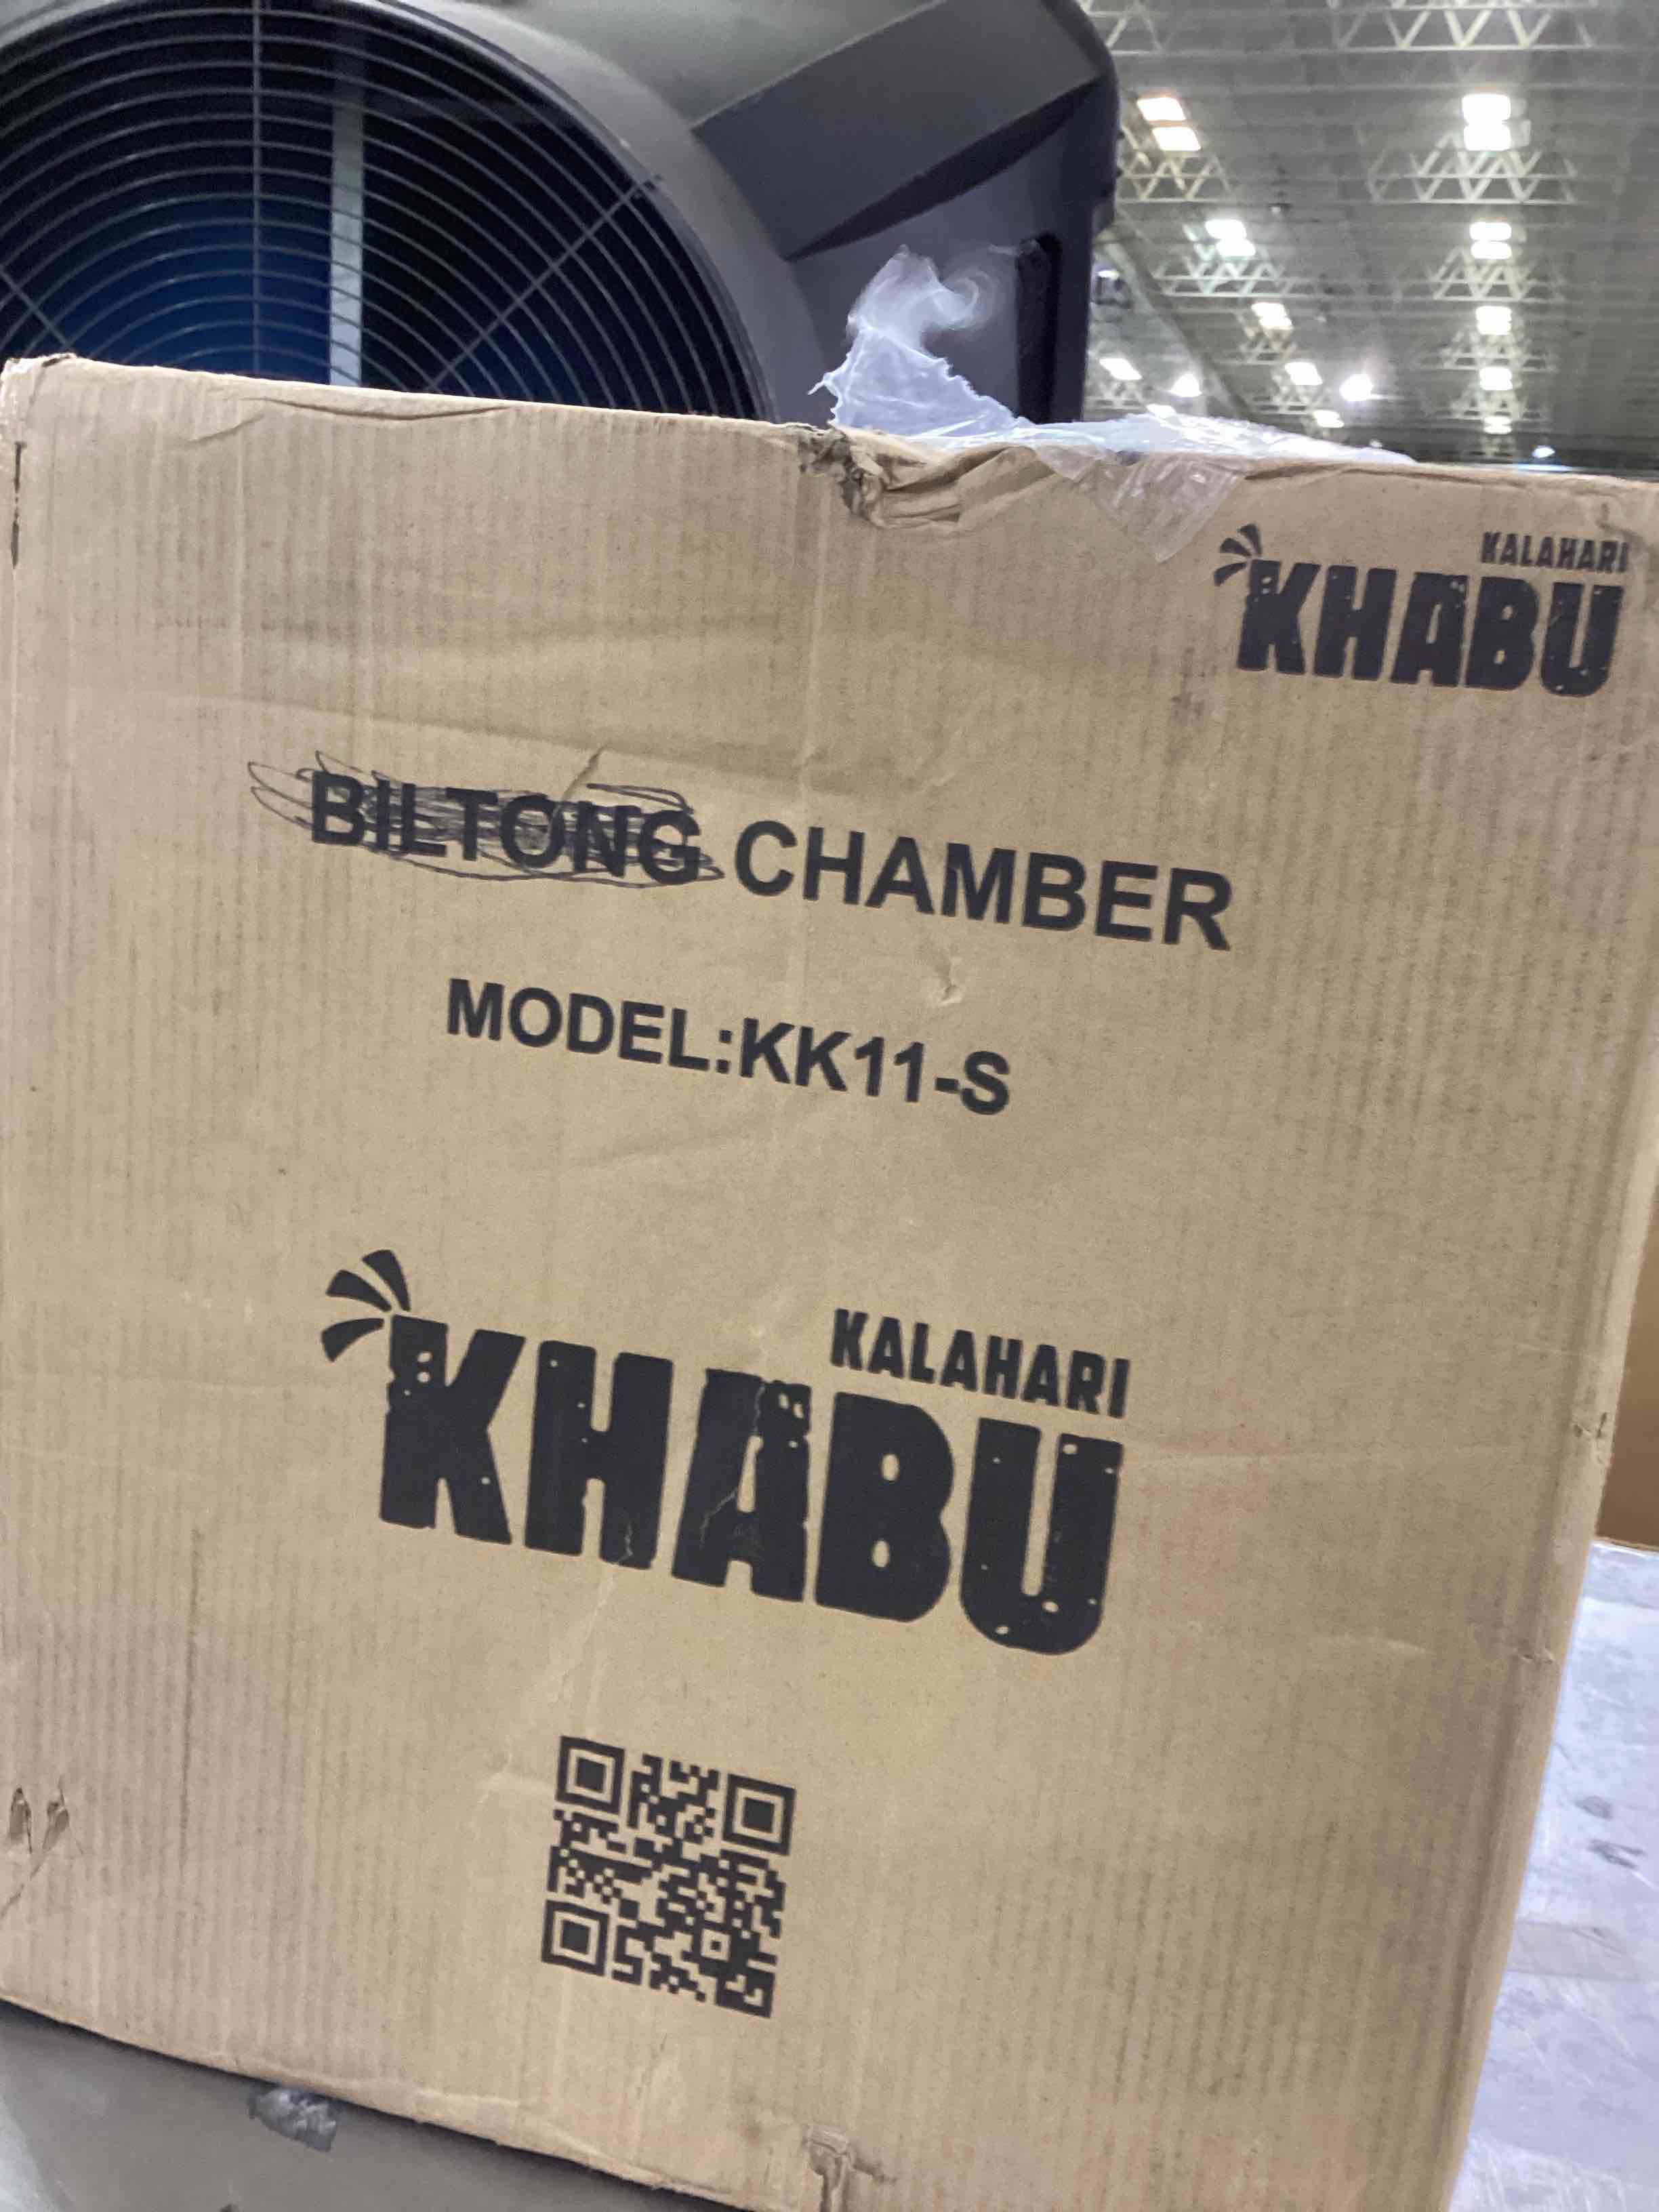 KALAHARI
KHABU
BILTONG CHAMBER
MODEL:KK11-S
KALAHARI
KHABU